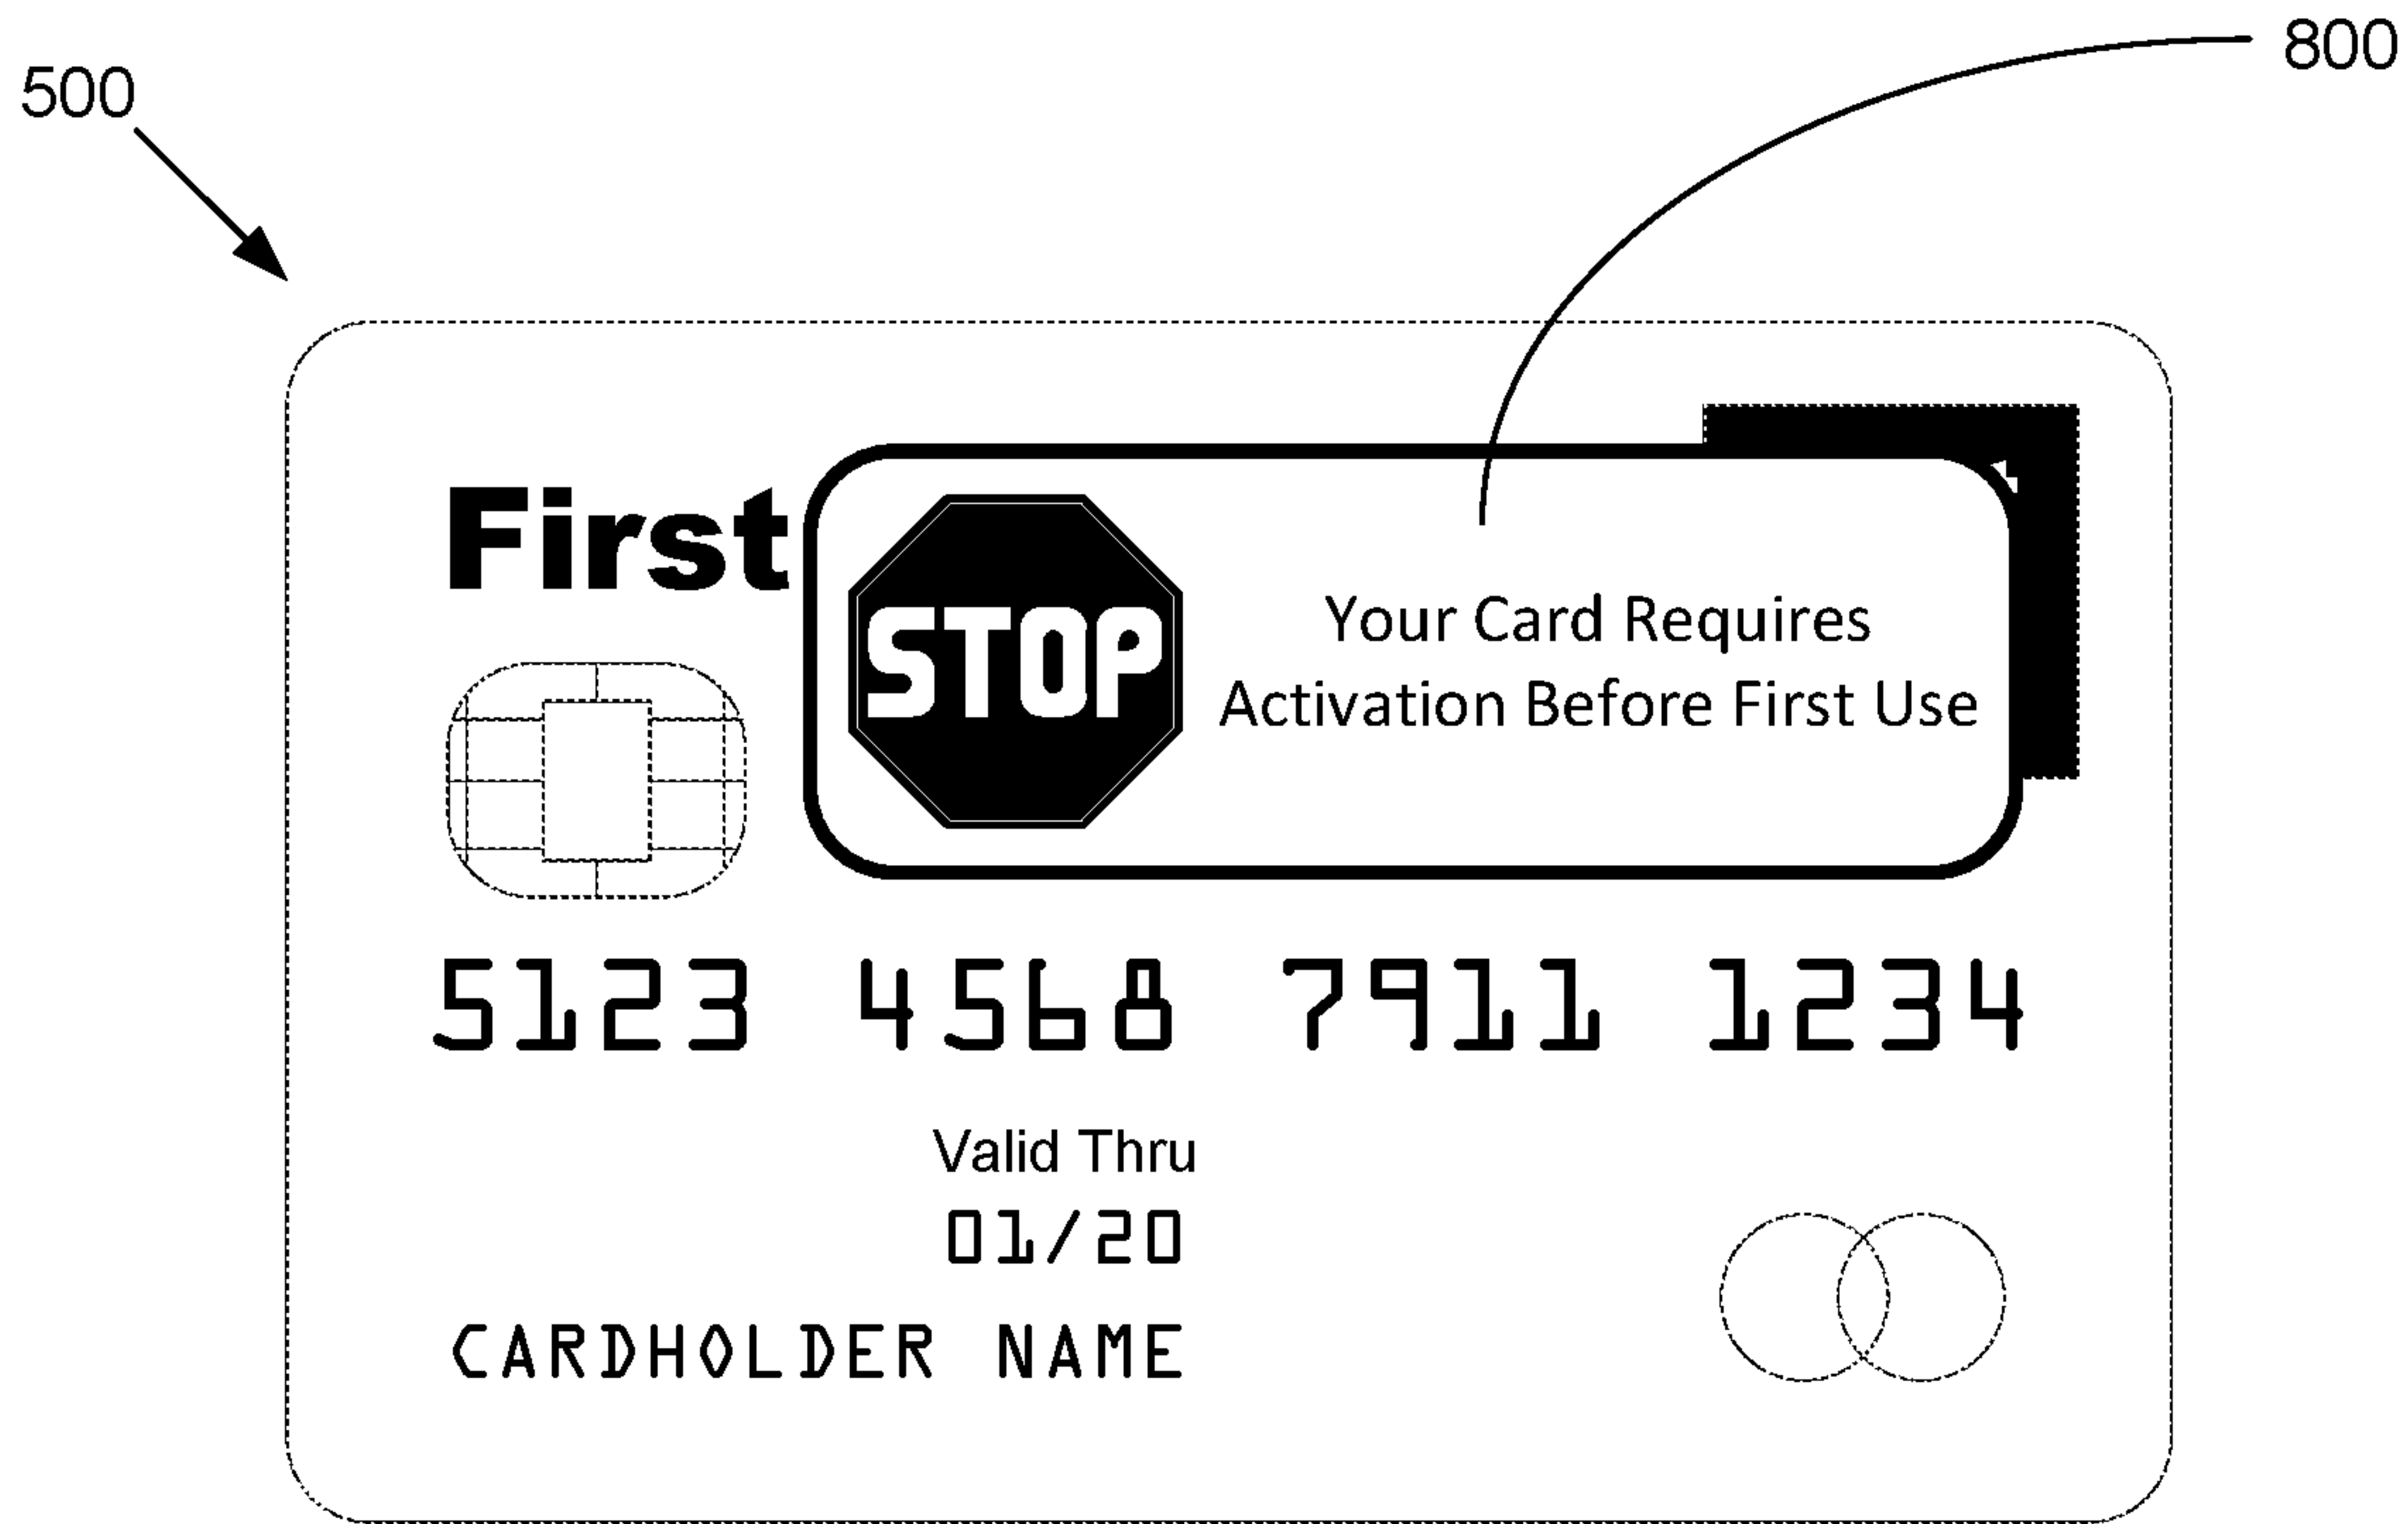 500
800
First
STOP
Your Card Requires
Activation Before First Use
5123 4568 7911 1234
Valid Thru
01/20
CARDHOLDER NAME